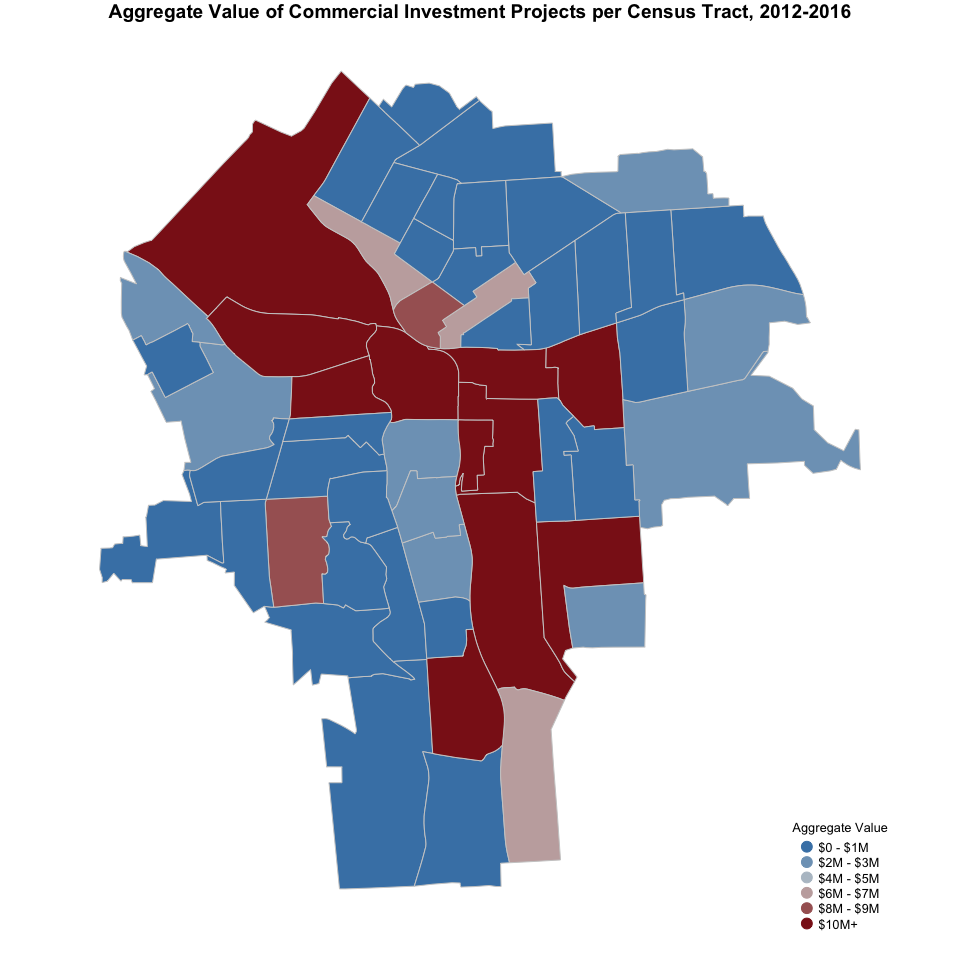 Aggregate Value of Commercial Investment Projects per Census Tract, 2012-2016
Aggregate Value
$0 - $1M
$2M - $3M
$4M - $5M
$6M - $7M
$8M - $9M
$10M+